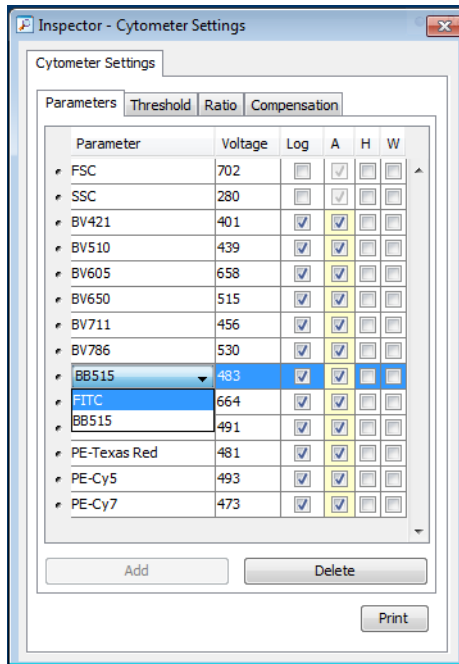 Inspector - Cytometer Settings
Cytometer Settings
Parameters Threshold Ratio Compensation
Parameter Voltage Log A H W
FSC 702
SSC 280
BV421 401
BV510 439
BV605 658
BV650 515
BV711 456
BV786 530
BB515 483
FITC 664
BB515 491
PE-Texas Red 481
PE-Cy5 493
PE-Cy7 473
Add Delete
Print